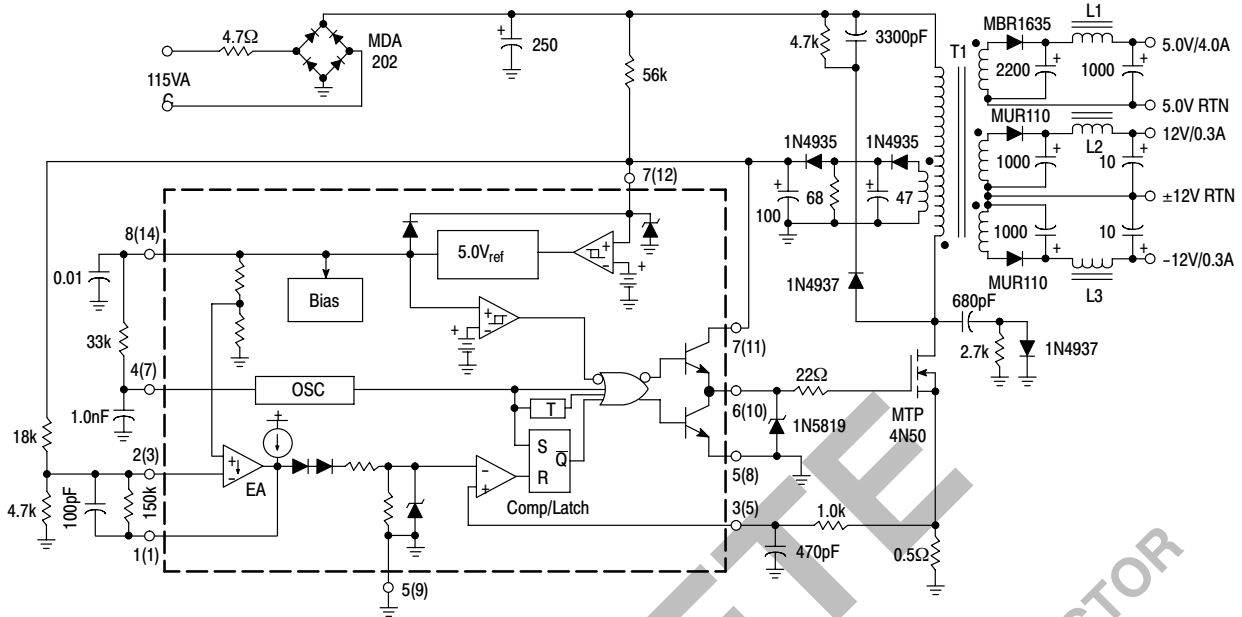 4.7Ω
MDA
202
115VA
C
250
56k
4.7k
3300pF
T1
MBR1635
L1
5.0V/4.0A
2200
1000
5.0V RTN
MUR110
12V/0.3A
L2
1000
10
±12V RTN
1000
10
MUR110
−12V/0.3A
L3
1N4935
1N4935
100
68
47
7(12)
8(14)
0.01
5.0Vref
Bias
1N4937
680pF
2.7k
1N4937
33k
7(11)
4(7)
OSC
22Ω
6(10)
MTP
4N50
T
1N5819
1.0nF
18k
S
R
Q
5(8)
2(3)
EA
Comp/Latch
3(5)
1.0k
4.7k
100pF
150k
1(1)
470pF
0.5Ω
5(9)